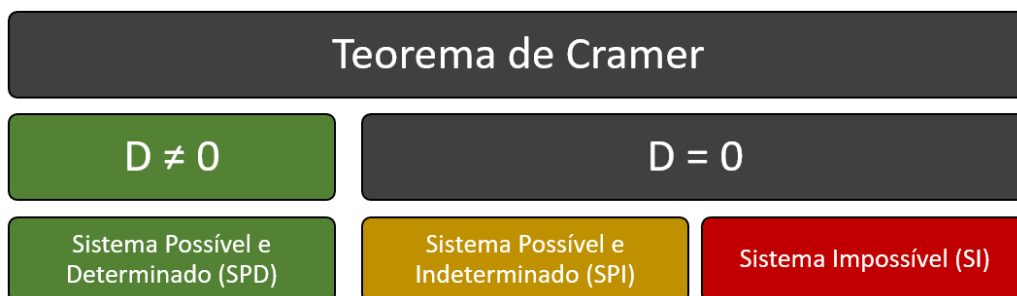 Teorema de Cramer
D ≠ 0
D = 0
Sistema Possível e
Determinado (SPD)
Sistema Possível e
Indeterminado (SPI)
Sistema Impossível (SI)